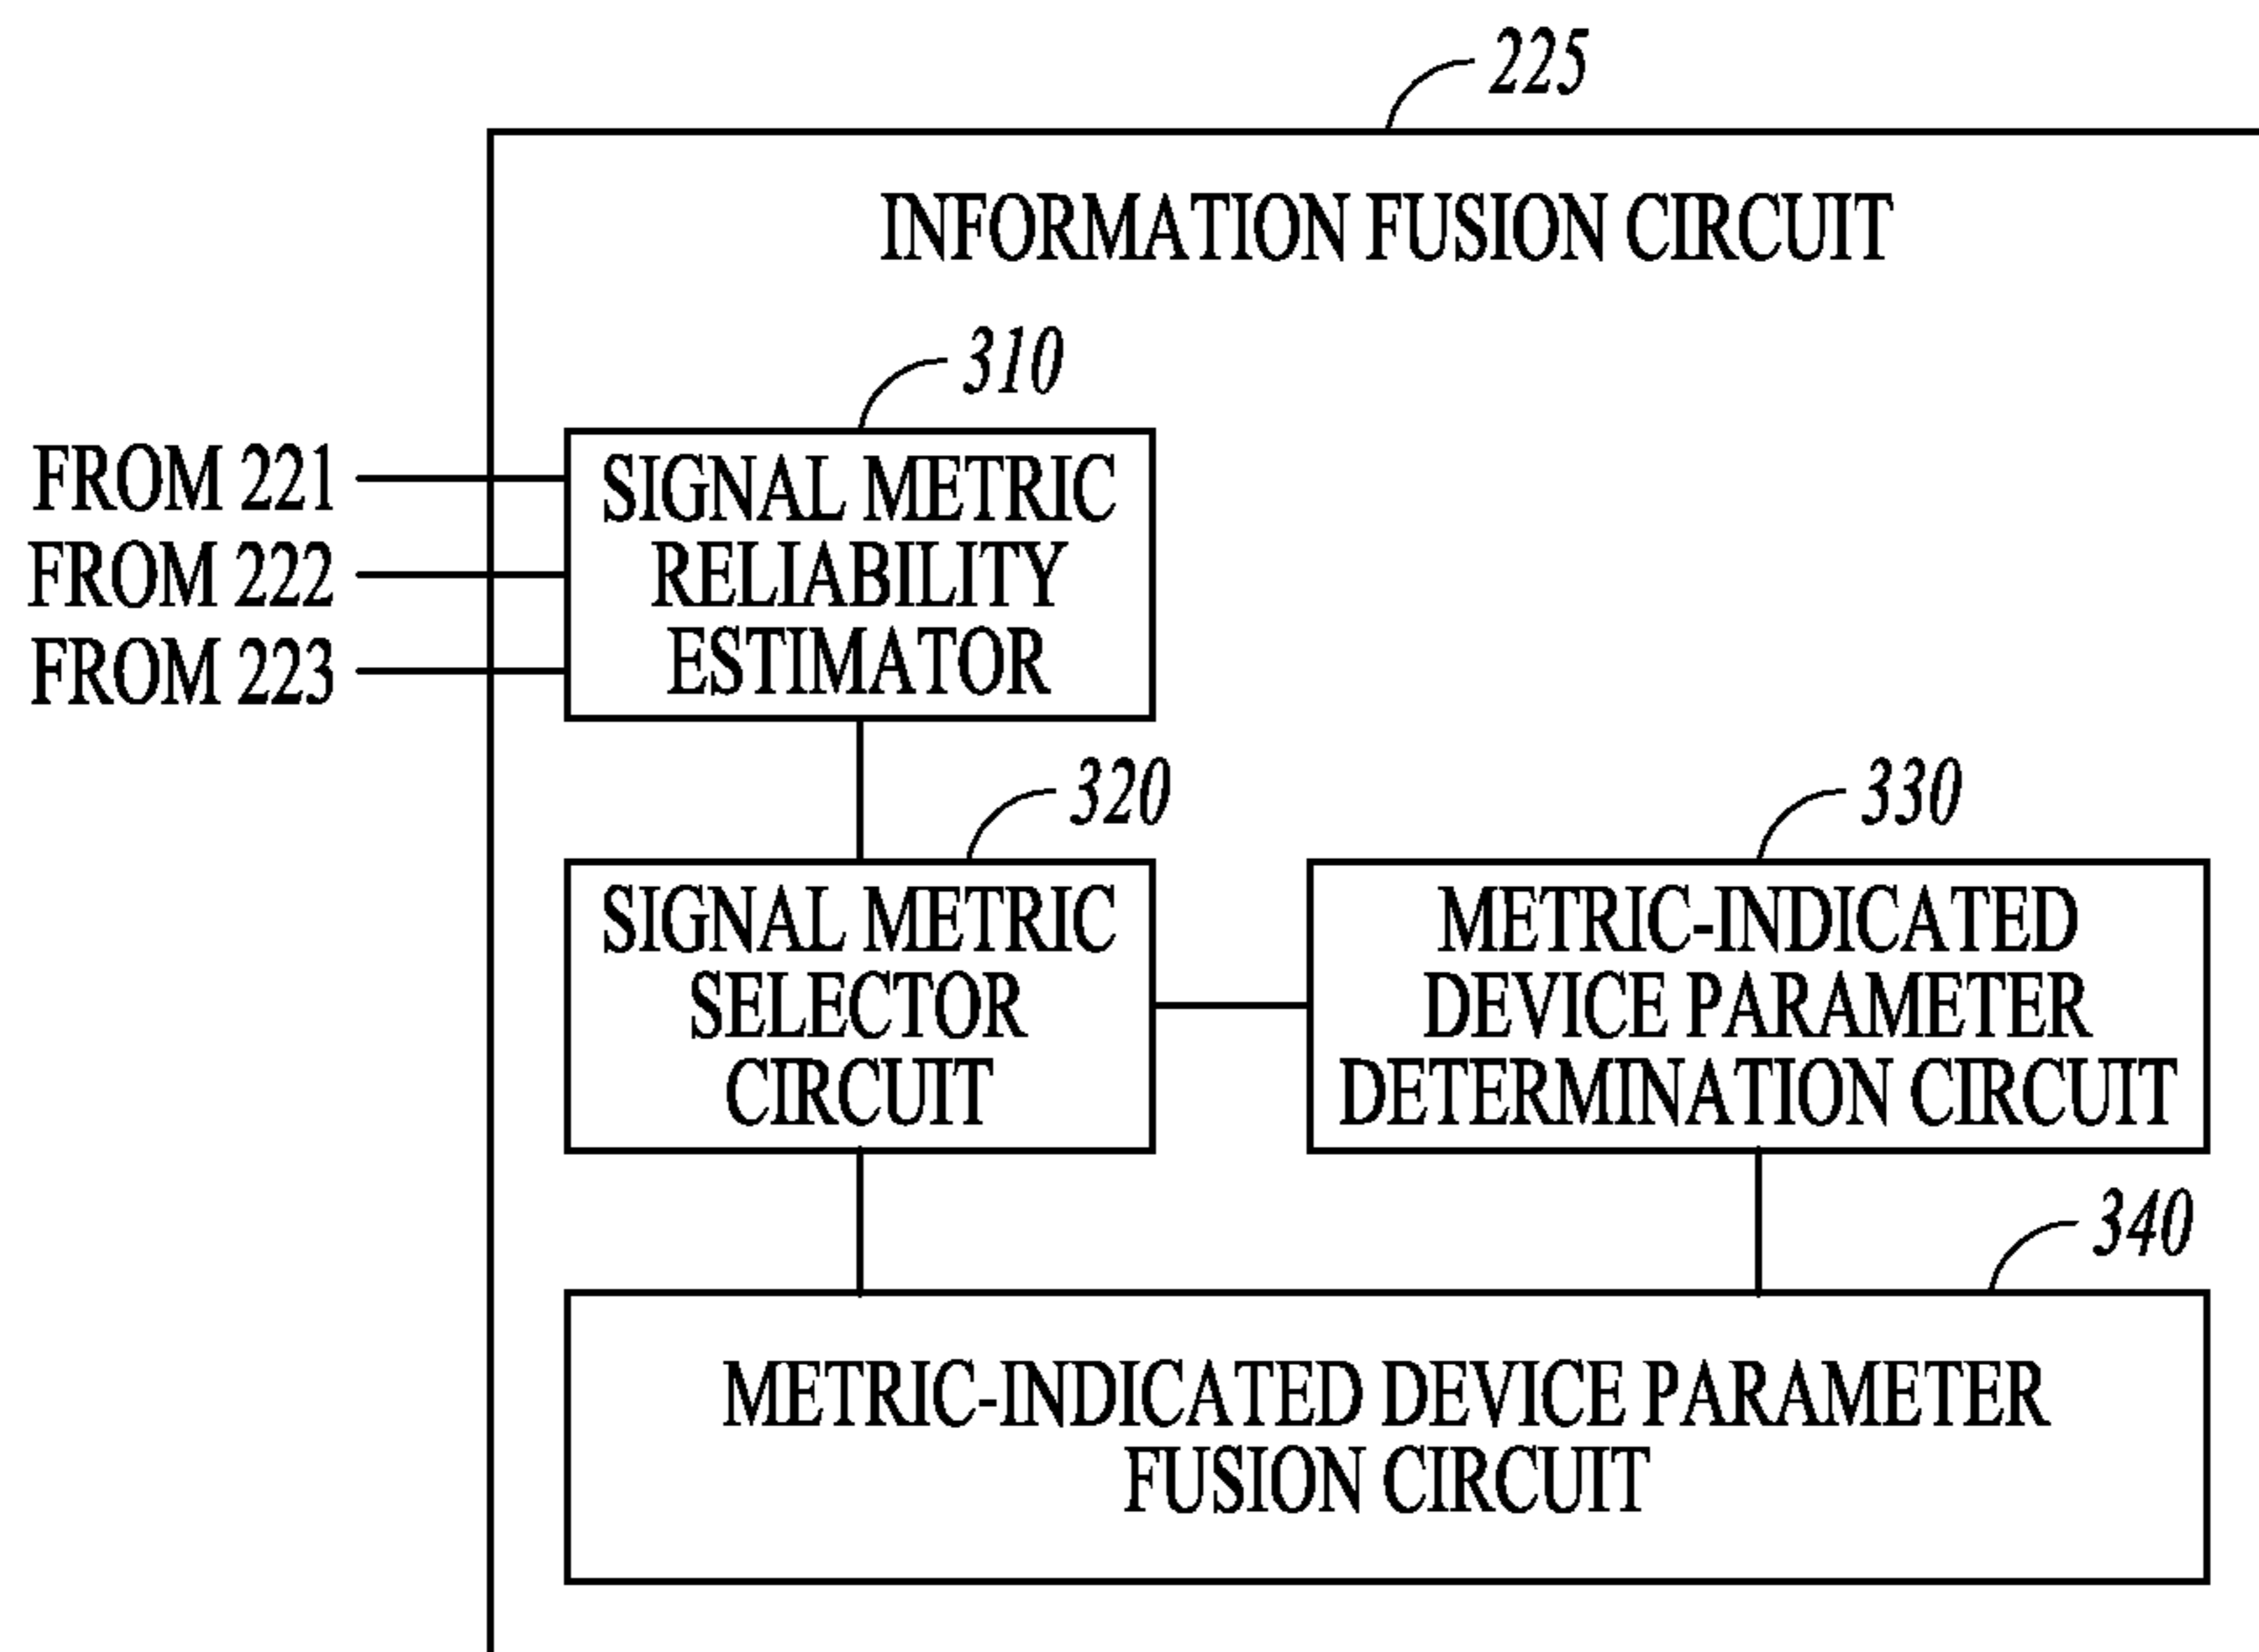 225
INFORMATION FUSION CIRCUIT
310
FROM 221
FROM 222
FROM 223
SIGNAL METRIC
RELIABILITY
ESTIMATOR
320
330
SIGNAL METRIC
SELECTOR
CIRCUIT
METRIC-INDICATED
DEVICE PARAMETER
DETERMINATION CIRCUIT
340
METRIC-INDICATED DEVICE PARAMETER
FUSION CIRCUIT